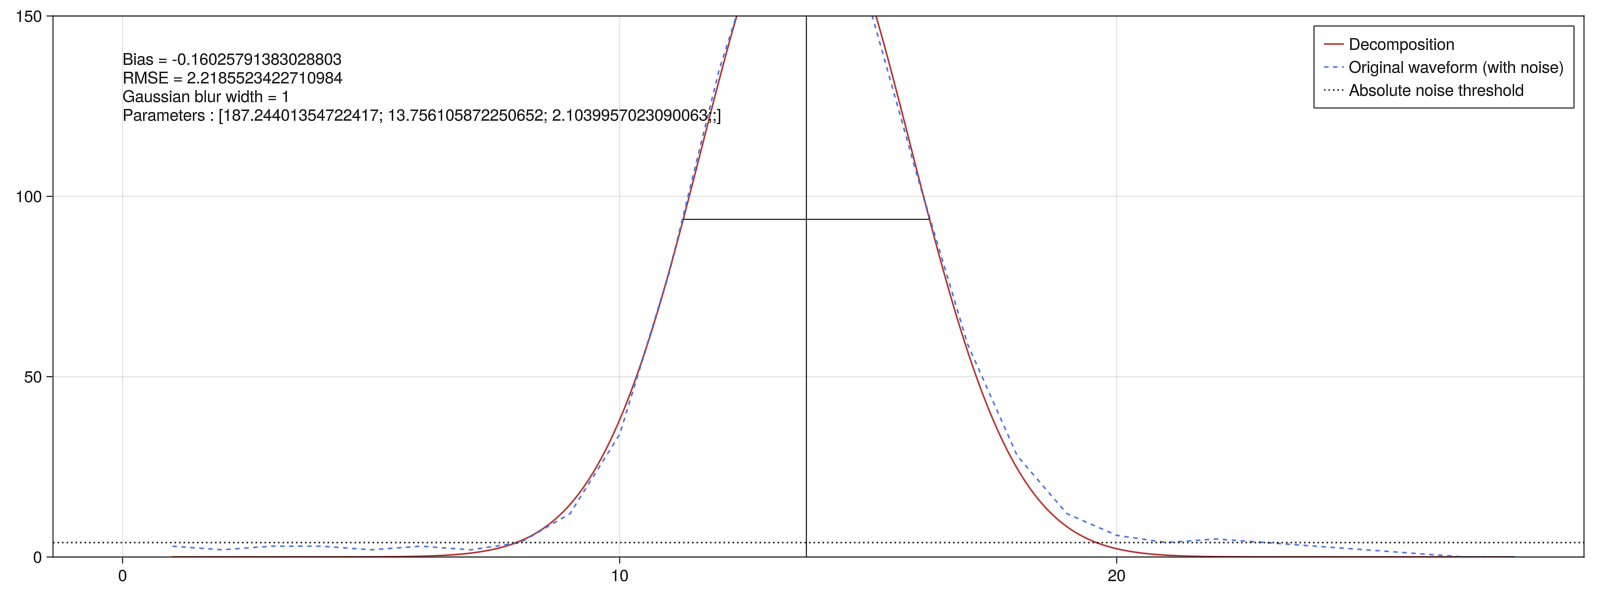 150
100
50
0
0
10
20
Bias = -0.16025791383028803
RMSE = 2.2185523422710984
Gaussian blur width = 1
Parameters : [187.24401354722417; 13.756105872250652; 2.1039957023090063;;]
Decomposition
Original waveform (with noise)
Absolute noise threshold